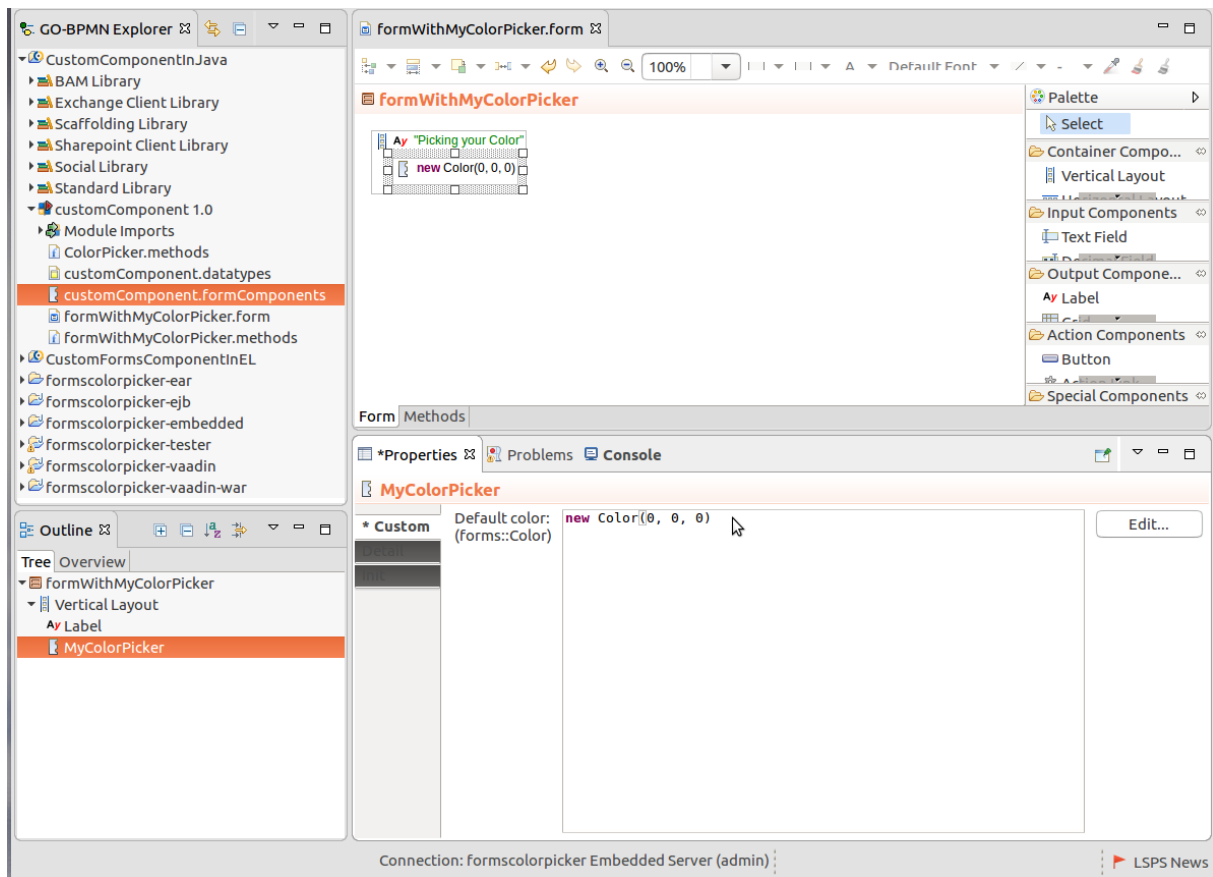 GO-BPMN Explorer
CustomComponentInJava
BAM Library
Exchange Client Library
Scaffolding Library
Sharepoint Client Library
Social Library
Standard Library
customComponent 1.0
Module Imports
ColorPicker.methods
customComponent.datatypes
customComponent.formComponents
formWithMyColorPicker.form
formWithMyColorPicker.methods
CustomFormsComponentInEL
formscolorpicker-ear
formscolorpicker-ejb
formscolorpicker-embedded
formscolorpicker-tester
formscolorpicker-vaadin
formscolorpicker-vaadin-war
Outline
Tree Overview
formWithMyColorPicker
Vertical Layout
Ay Label
MyColorPicker
formWithMyColorPicker.form
100% A Default Font
formWithMyColorPicker
Ay "Picking your Color"
new Color(0, 0, 0)
Palette
Select
Container Compo...
Vertical Layout
Input Components
Text Field
Output Compone...
Ay Label
Action Components
Button
Special Components
Form Methods
*Properties Problems Console
MyColorPicker
* Custom
Detail
Init
Default color:
(forms::Color)
new Color(0, 0, 0)
Edit...
Connection: formscolorpicker Embedded Server (admin)
LSPS News